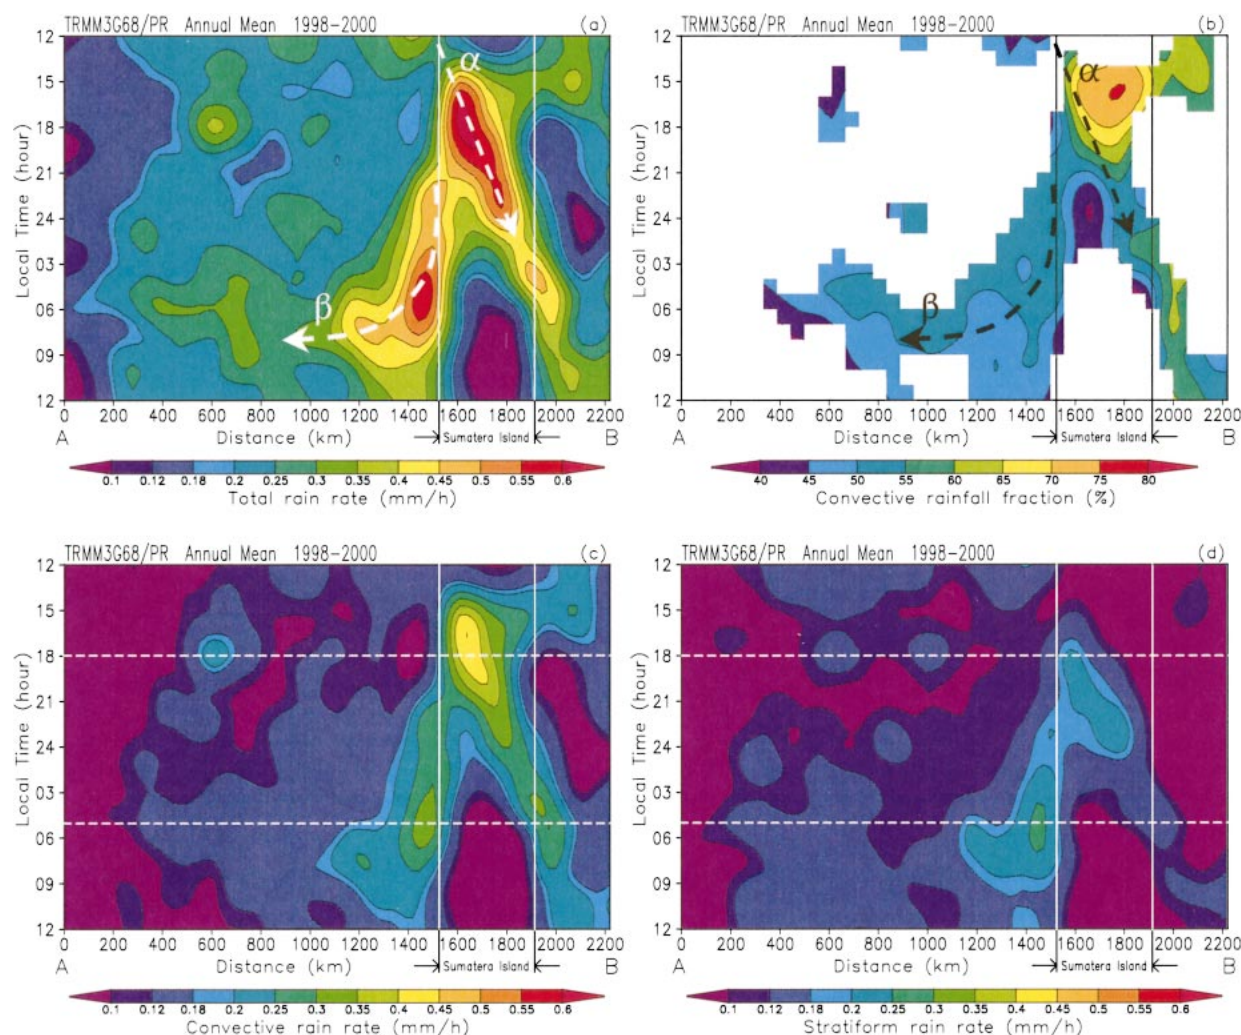 TRMM3G68/PR Annual Mean 1998-2000 (a)
12
15
18
21
24
03
06
09
12
Local Time (hour)
α
β
0 200 400 600 800 1000 1200 1400 1600 1800 2000 2200
A Distance (km) Sumatera Island B
0.1 0.12 0.18 0.2 0.25 0.3 0.35 0.4 0.45 0.5 0.55 0.6
Total rain rate (mm/h)
TRMM3G68/PR Annual Mean 1998-2000 (b)
12
15
18
21
24
03
06
09
12
Local Time (hour)
α
β
0 200 400 600 800 1000 1200 1400 1600 1800 2000 2200
A Distance (km) Sumatera Island B
40 45 50 55 60 65 70 75 80
Convective rainfall fraction (%)
TRMM3G68/PR Annual Mean 1998-2000 (c)
12
15
18
21
24
03
06
09
12
Local Time (hour)
0 200 400 600 800 1000 1200 1400 1600 1800 2000 2200
A Distance (km) Sumatera Island B
0.1 0.12 0.18 0.2 0.25 0.3 0.35 0.4 0.45 0.5 0.55 0.6
Convective rain rate (mm/h)
TRMM3G68/PR Annual Mean 1998-2000 (d)
12
15
18
21
24
03
06
09
12
Local Time (hour)
0 200 400 600 800 1000 1200 1400 1600 1800 2000 2200
A Distance (km) Sumatera Island B
0.1 0.12 0.18 0.2 0.25 0.3 0.35 0.4 0.45 0.5 0.55 0.6
Stratiform rain rate (mm/h)